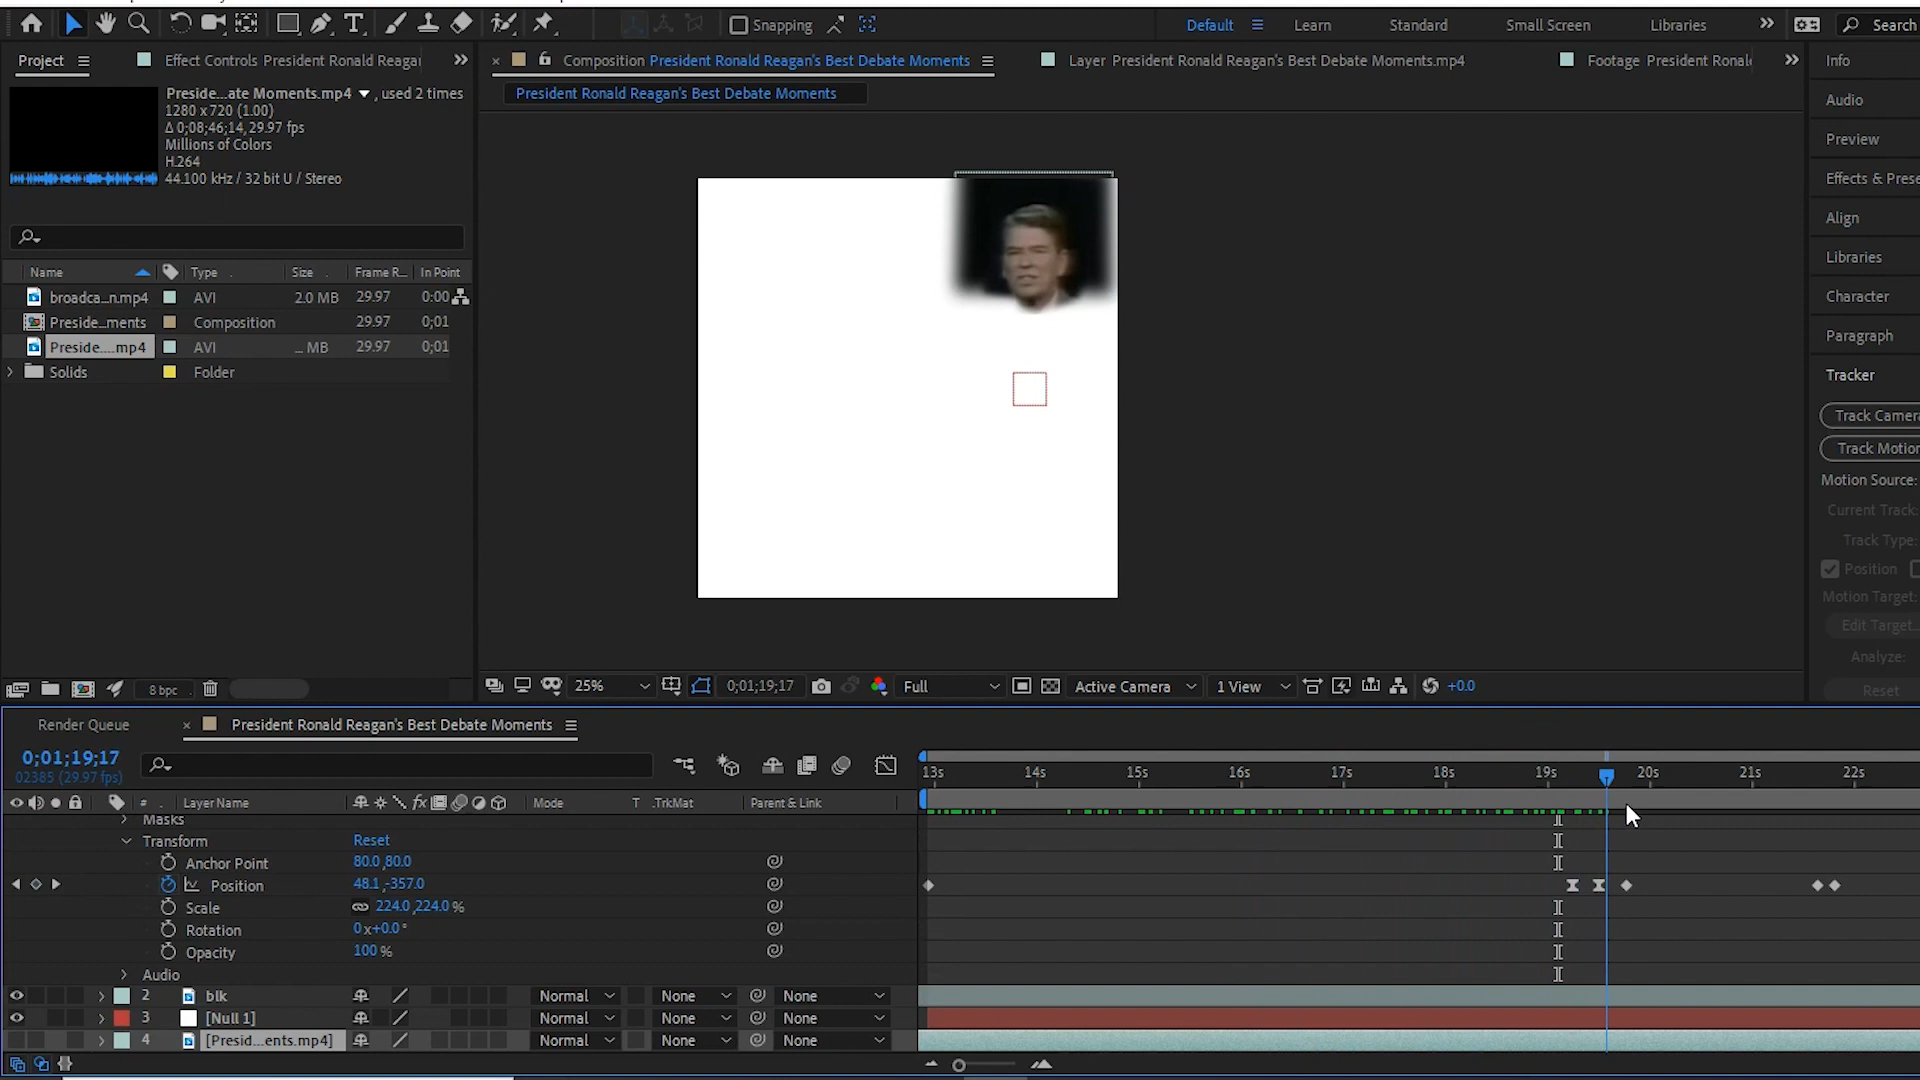 Snapping
Default
Learn
Standard
Small Screen
Libraries
Search
Project
Effect Controls President Ronald Reagar
Composition President Ronald Reagan's Best Debate Moments
Layer President Ronald Reagan's Best Debate Moments.mp4
Footage President Ronal
President Ronald Reagan's Best Debate Moments
Preside...ate Moments.mp4 , used 2 times
1280 x 720 (1.00)
Δ 0;08;46;14, 29.97 fps
Millions of Colors
H.264
44.100 kHz / 32 bit U / Stereo
Name Type Size Frame R... In Point
broadca...n.mp4 AVI 2.0 MB 29.97 0:00
Preside...ments Composition 29.97 0;01
Preside....mp4 AVI ... MB 29.97 0;01
Solids Folder
Info
Audio
Preview
Effects & Prese
Align
Libraries
Character
Paragraph
Tracker
Track Camera
Track Motion
Motion Source:
Current Track:
Track Type:
Position
Motion Target:
Edit Target...
Analyze:
Reset
8 bpc
25%
0;01;19;17
Full
Active Camera
1 View
+0.0
Render Queue
President Ronald Reagan's Best Debate Moments
0;01;19;17
02385 (29.97 fps)
13s 14s 15s 16s 17s 18s 19s 20s 21s 22s
# Layer Name fx Mode T .TrkMat Parent & Link
Masks
Transform Reset
Anchor Point 80.0,80.0
Position 48.1,-357.0
Scale 224.0,224.0%
Rotation 0x+0.0°
Opacity 100%
Audio
2 blk Normal None None
3 [Null 1] Normal None None
4 [Presid...ents.mp4] Normal None None